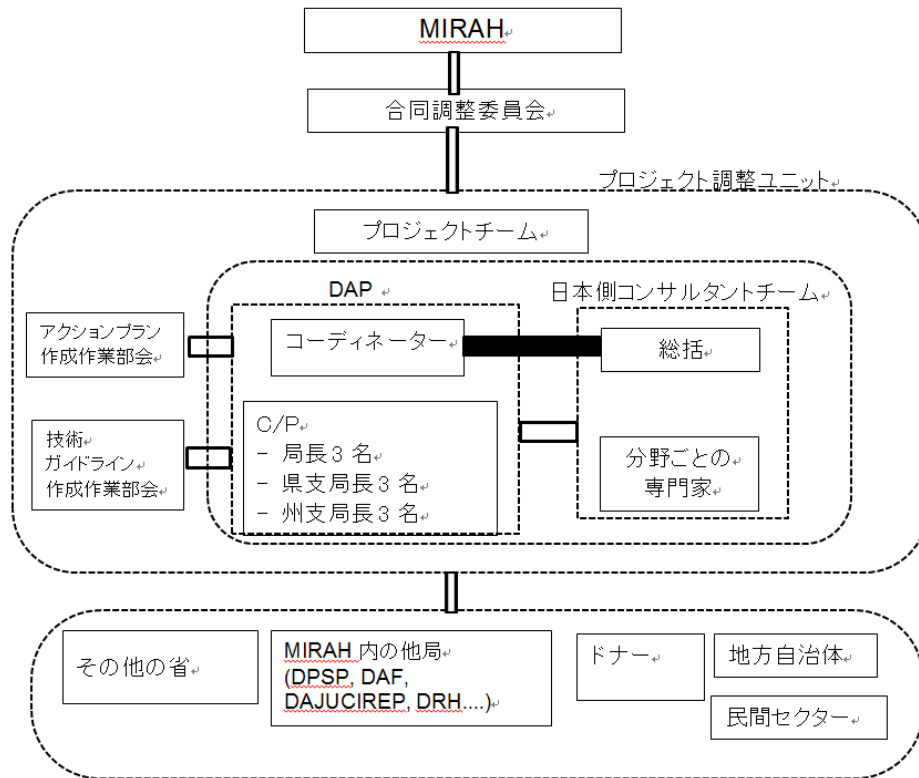 MIRAH
合同調整委員会
プロジェクト調整ユニット
プロジェクトチーム
DAP
日本側コンサルタントチーム
アクションプラン
作成作業部会
コーディネーター
総括
技術
ガイドライン
作成作業部会
C/P
- 局長3名
- 県支局長3名
- 州支局長3名
分野ごとの
専門家
その他の省
MIRAH 内の他局
(DPSP, DAF,
DAJUCIREP, DRH....)
ドナー
地方自治体
民間セクター